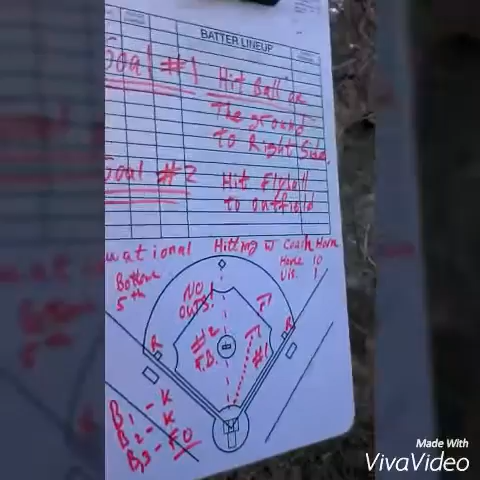 BATTER LINEUP
Goal #1 Hit Ball on
The ground
To Right Side.
Goal #2 Hit Flyball
to outfield
uational Hitting w Coach Horn
Bottom
5th
Home 10
Vis. 1
NO
OUTS!
R
R
#2
F.B.
#1
B1 - K
B2 - K
B3 - FO
Made With
VivaVideo